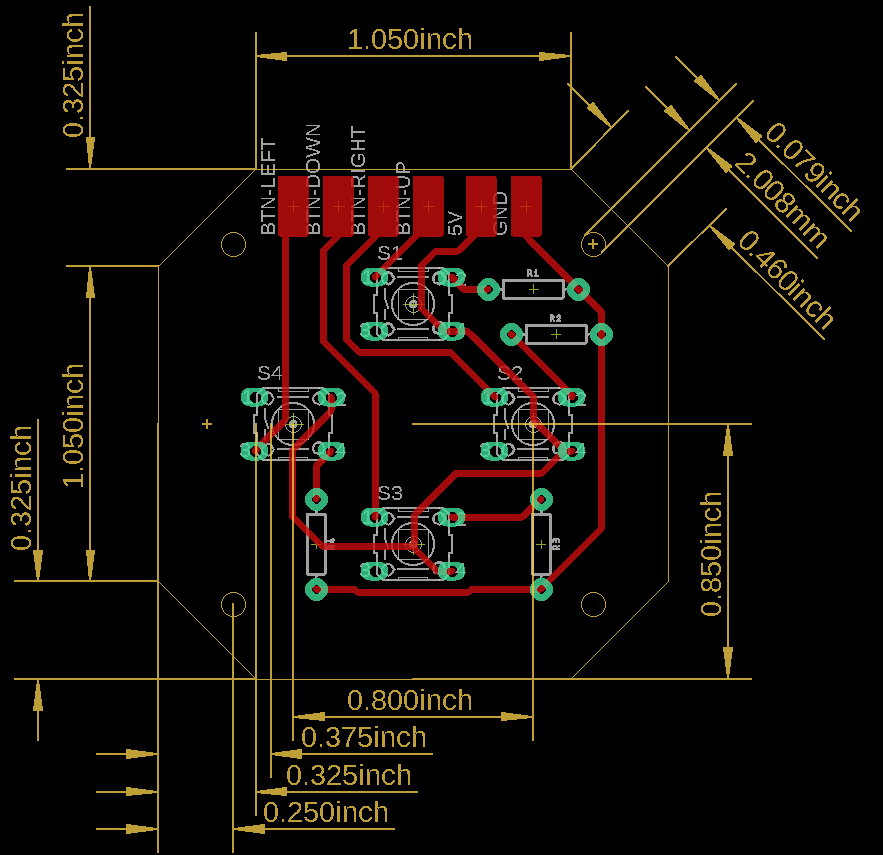 1.050inch
0.325inch
0.079inch
2.008mm
0.460inch
BTN-LEFT
BTN-DOWN
BTN-RIGHT
BTN-UP
5V
GND
S1
R1
R2
S4
S2
1.050inch
0.325inch
S3
R3
0.850inch
0.800inch
0.375inch
0.325inch
0.250inch